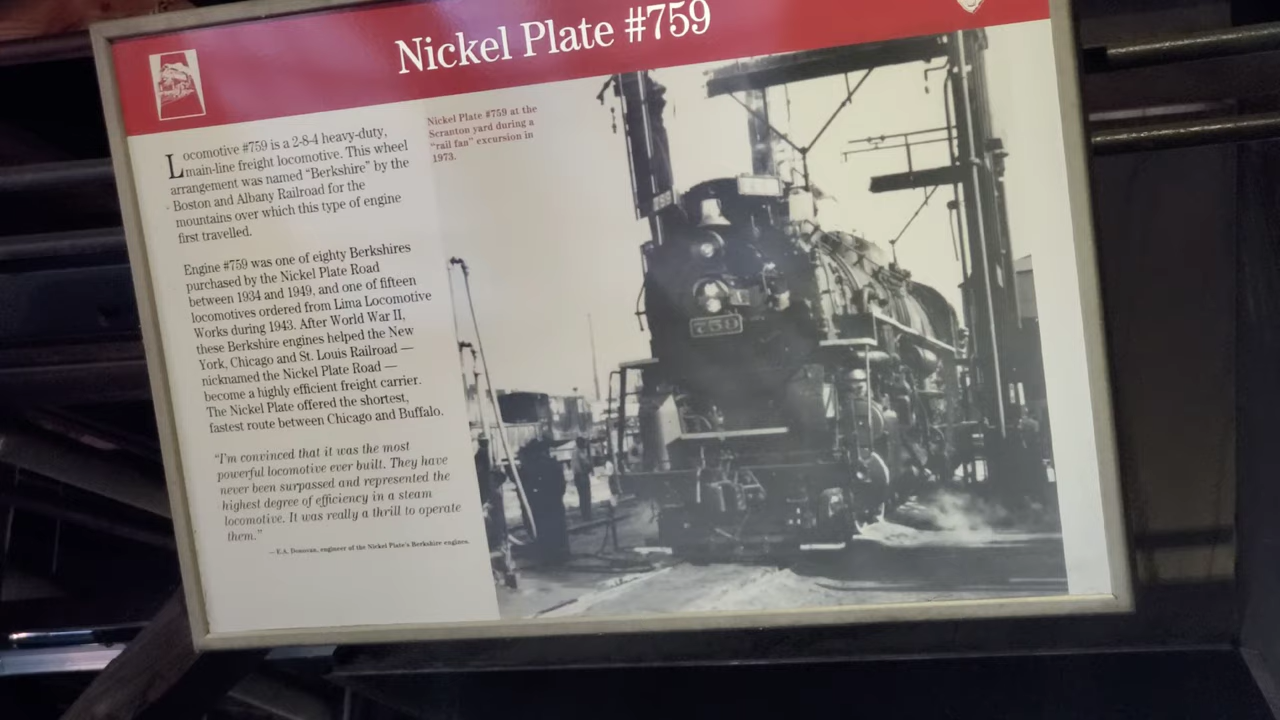 Nickel Plate #759
Locomotive #759 is a 2-8-4 heavy-duty,
main-line freight locomotive. This wheel
arrangement was named “Berkshire” by the
Boston and Albany Railroad for the
mountains over which this type of engine
first travelled.
Engine #759 was one of eighty Berkshires
purchased by the Nickel Plate Road
between 1934 and 1949, and one of fifteen
locomotives ordered from Lima Locomotive
Works during 1943. After World War II,
these Berkshire engines helped the New
York, Chicago and St. Louis Railroad —
nicknamed the Nickel Plate Road —
become a highly efficient freight carrier.
The Nickel Plate offered the shortest,
fastest route between Chicago and Buffalo.
“I’m convinced that it was the most
powerful locomotive ever built. They have
never been surpassed and represented the
highest degree of efficiency in a steam
locomotive. It was really a thrill to operate
them.”
— E.A. Donovan, engineer of the Nickel Plate’s Berkshire engines.
Nickel Plate #759 at the
Scranton yard during a
“rail fan” excursion in
1973.
759